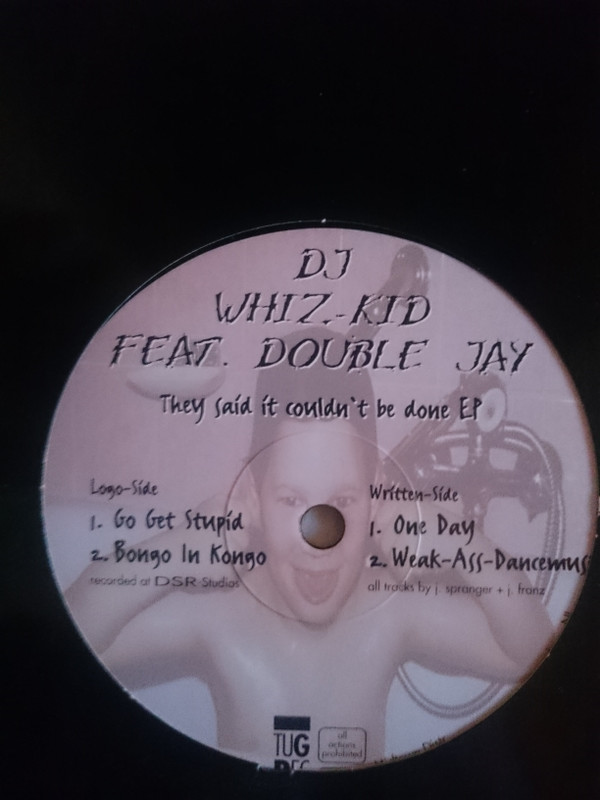 DJ
WHIZ-KID
FEAT. DOUBLE JAY
They said it couldn't be done EP
Logo-Side
1. Go Get Stupid
2. Bongo In Kongo
recorded at DSR Studios
Written-Side
1. One Day
2. Weak-Ass-Dancemus
all tracks by j. spranger + j. franz
TUG
REC
all
actions
prohibited